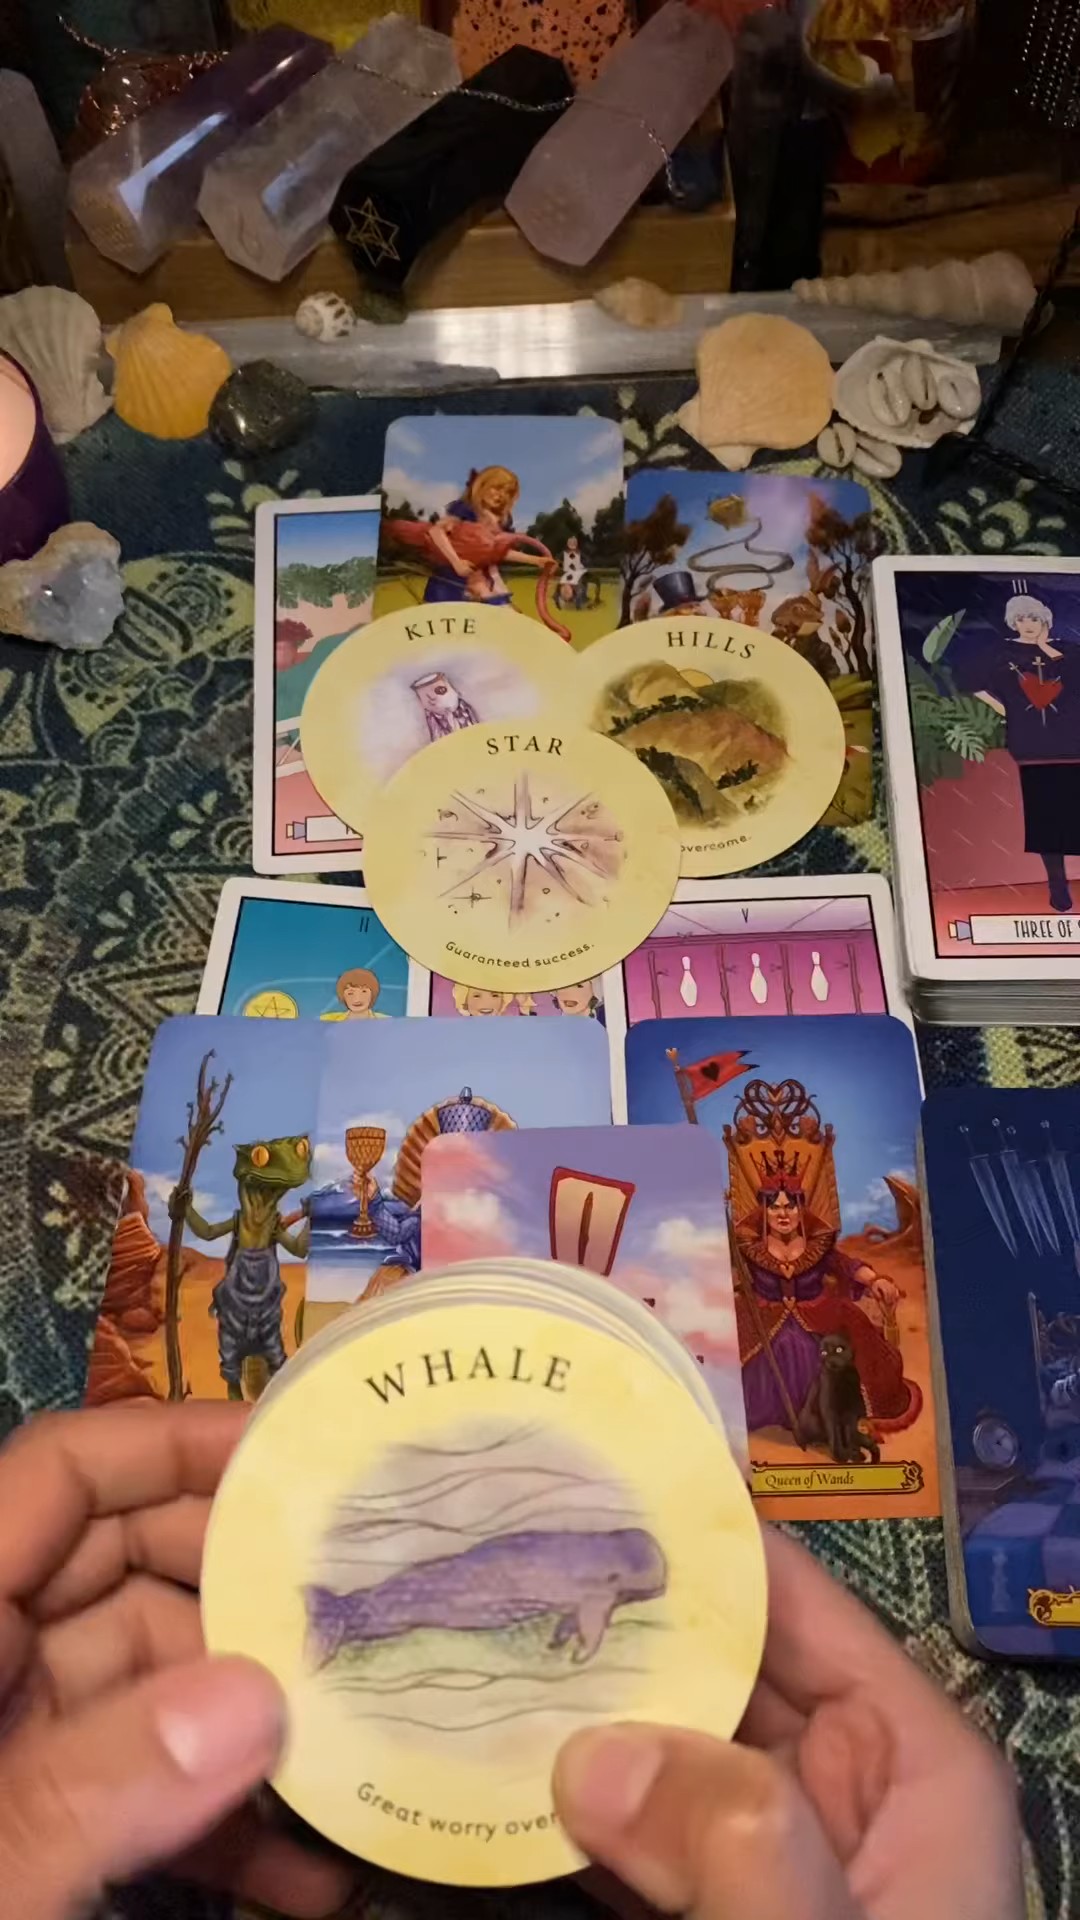 KITE
HILLS
overcome.
STAR
Guaranteed success.
III
THREE OF
II
V
Queen of Wands
WHALE
Great worry over